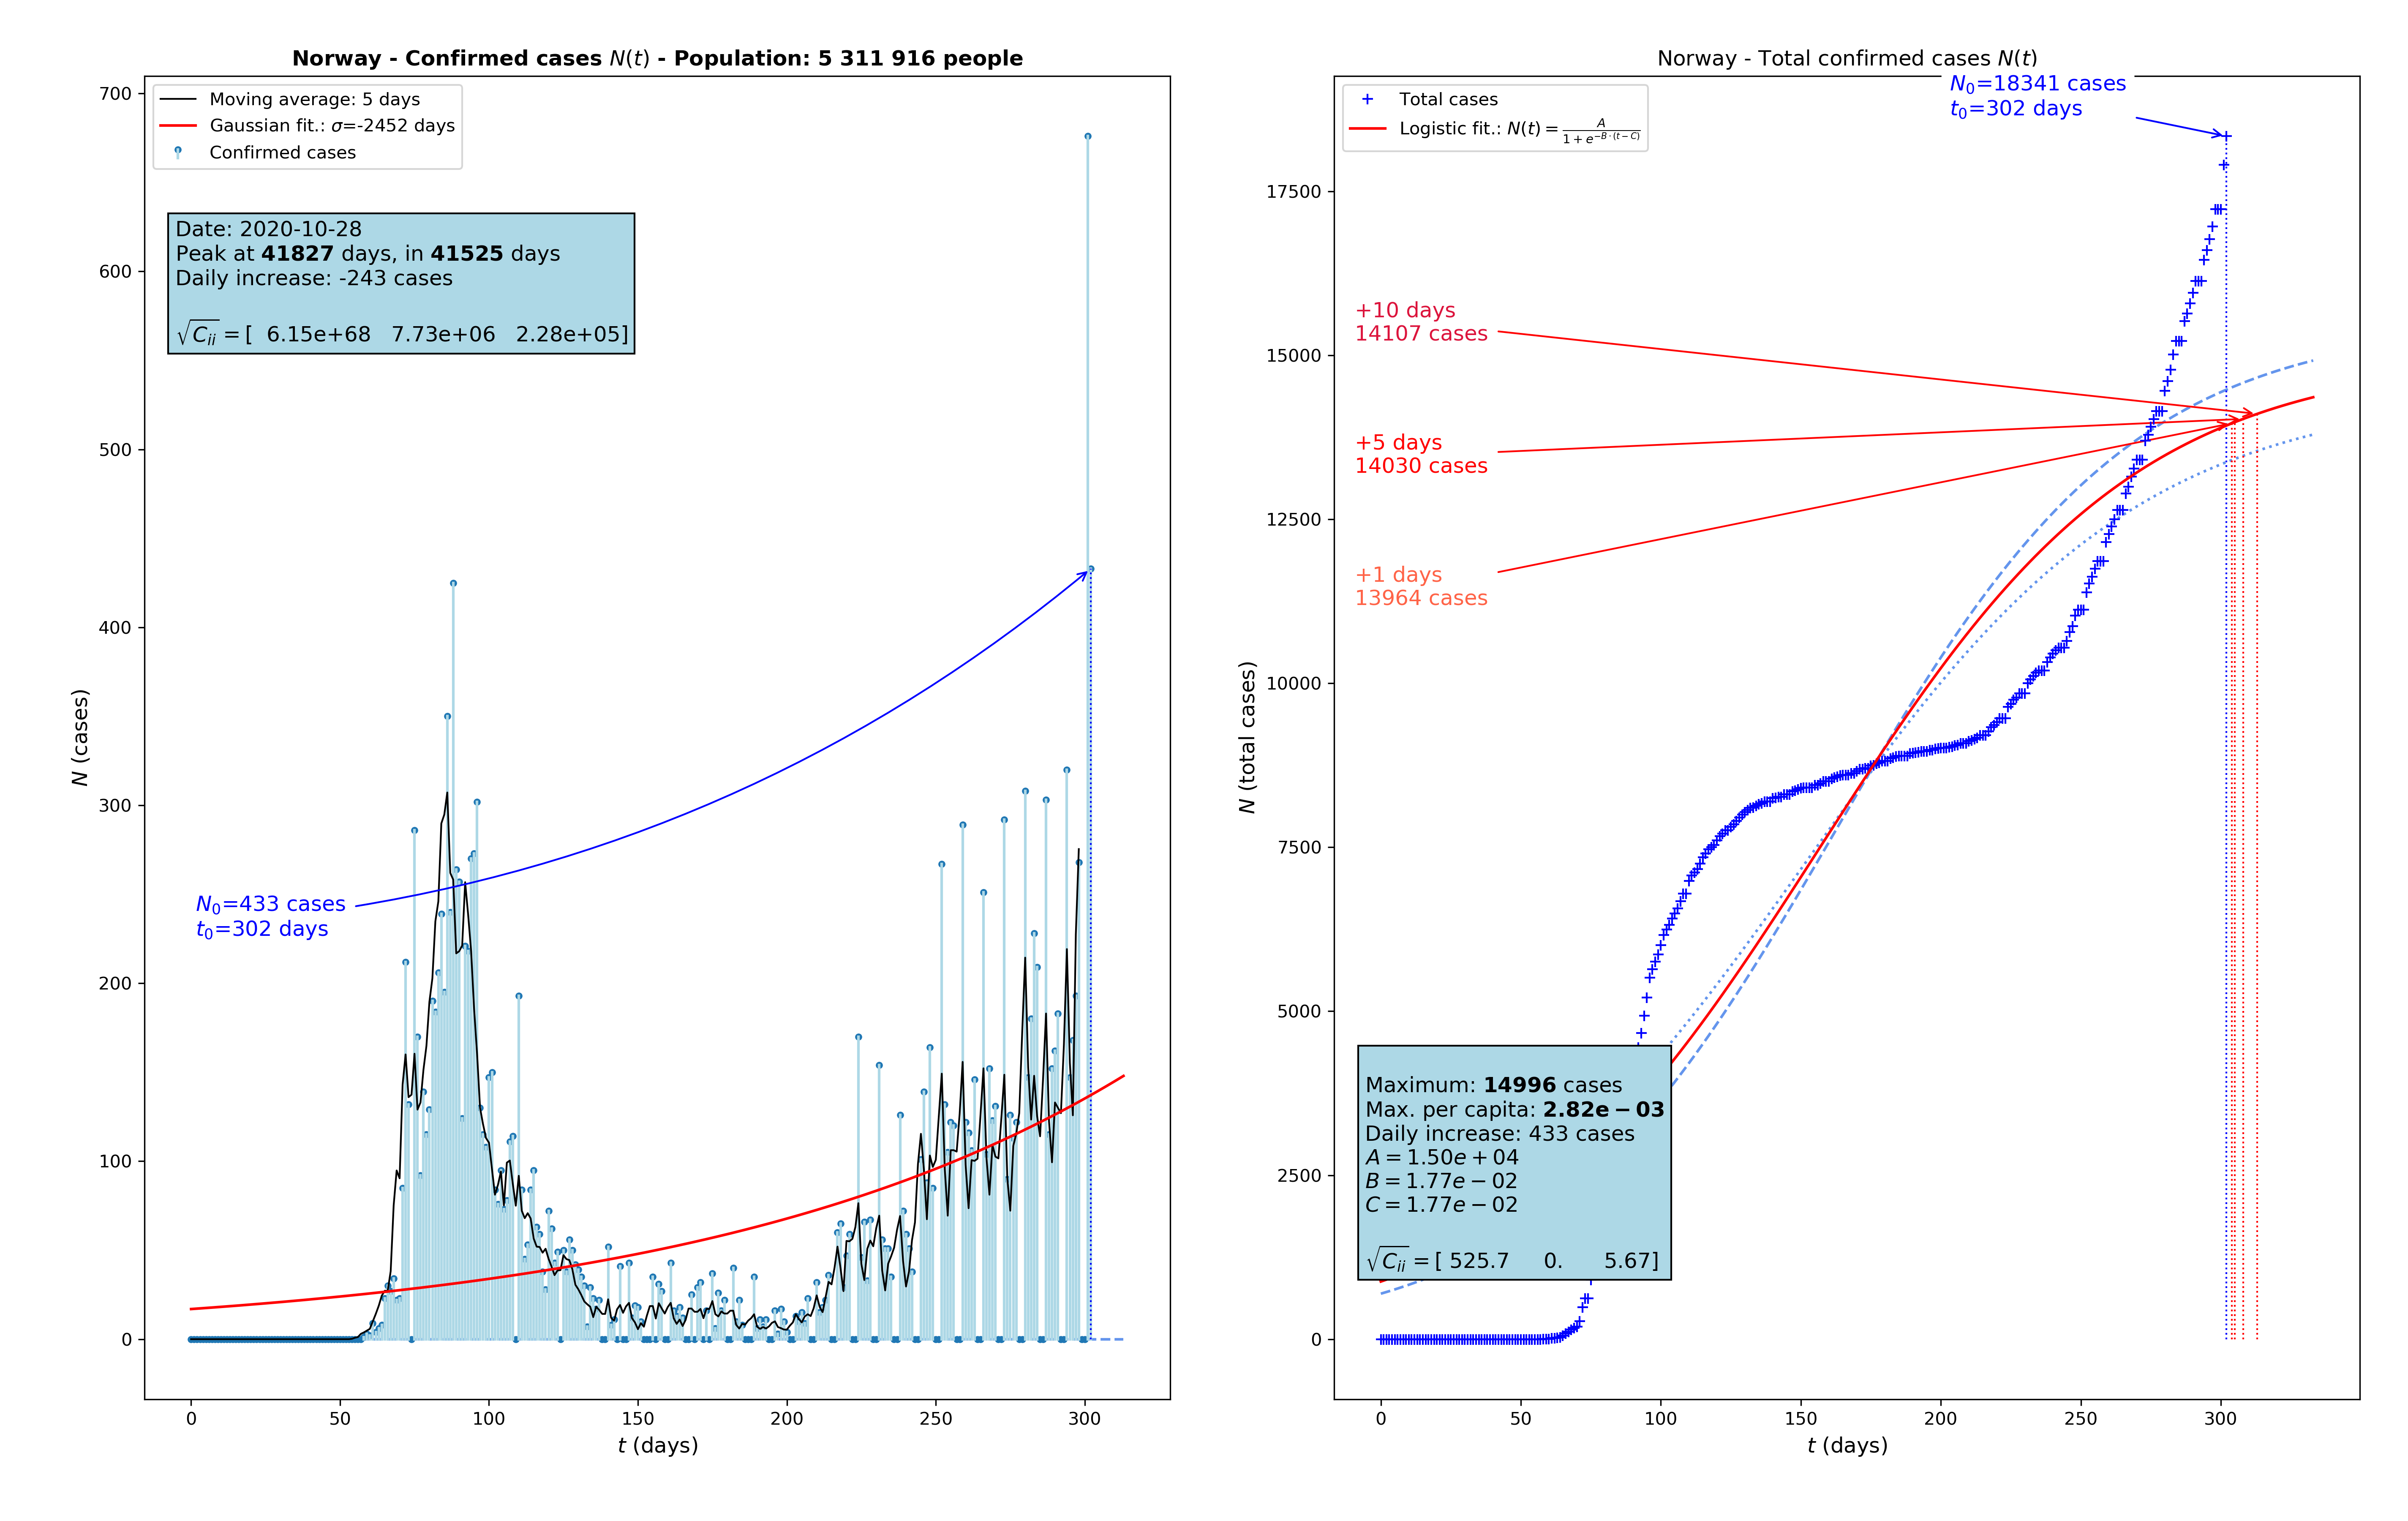 Norway - Confirmed cases N(t) - Population: 5 311 916 people
Moving average: 5 days
Gaussian fit.: σ=-2452 days
Confirmed cases
Date: 2020-10-28
Peak at 41827 days, in 41525 days
Daily increase: -243 cases
√C_ii = [ 6.15e+68 7.73e+06 2.28e+05]
N_0=433 cases
t_0=302 days
700
600
500
400
300
200
100
0
N (cases)
0 50 100 150 200 250 300
t (days)
Norway - Total confirmed cases N(t)
N_0=18341 cases
t_0=302 days
Total cases
Logistic fit.: N(t) = A / (1 + e^{-B·(t-C)})
+10 days
14107 cases
+5 days
14030 cases
+1 days
13964 cases
Maximum: 14996 cases
Max. per capita: 2.82e − 03
Daily increase: 433 cases
A = 1.50e + 04
B = 1.77e − 02
C = 1.77e − 02
√C_ii = [ 525.7 0. 5.67]
17500
15000
12500
10000
7500
5000
2500
0
N (total cases)
0 50 100 150 200 250 300
t (days)